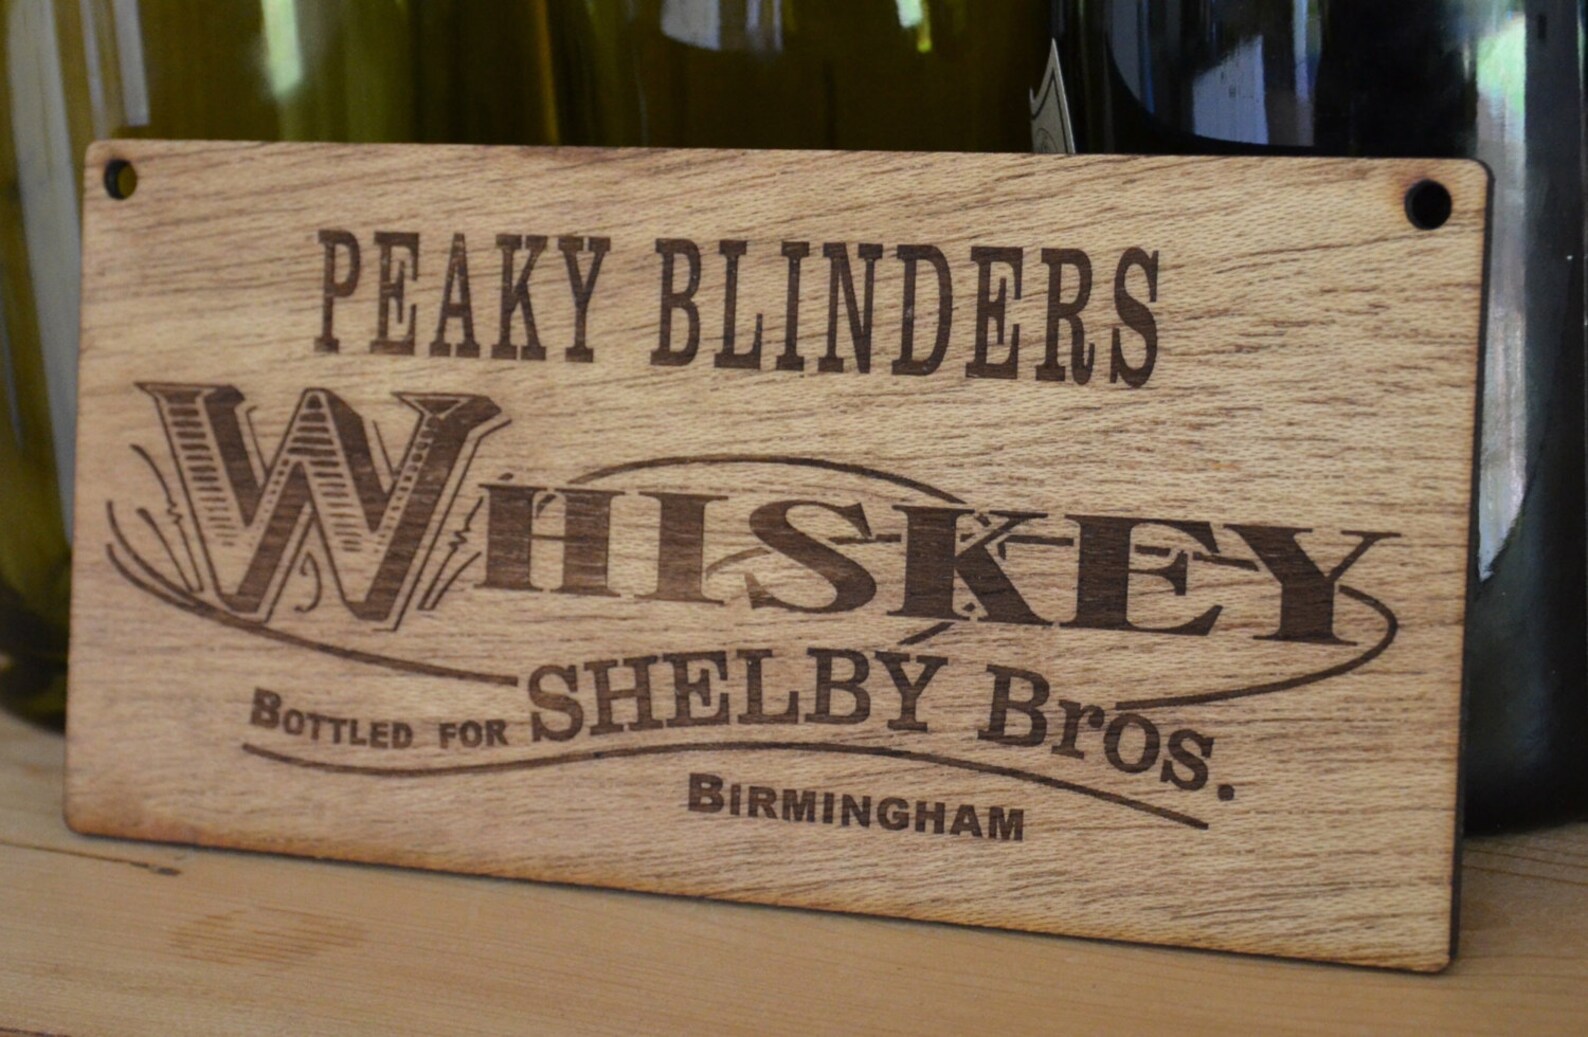 PEAKY BLINDERS
WHISKEY
BOTTLED FOR SHELBY Bros.
BIRMINGHAM